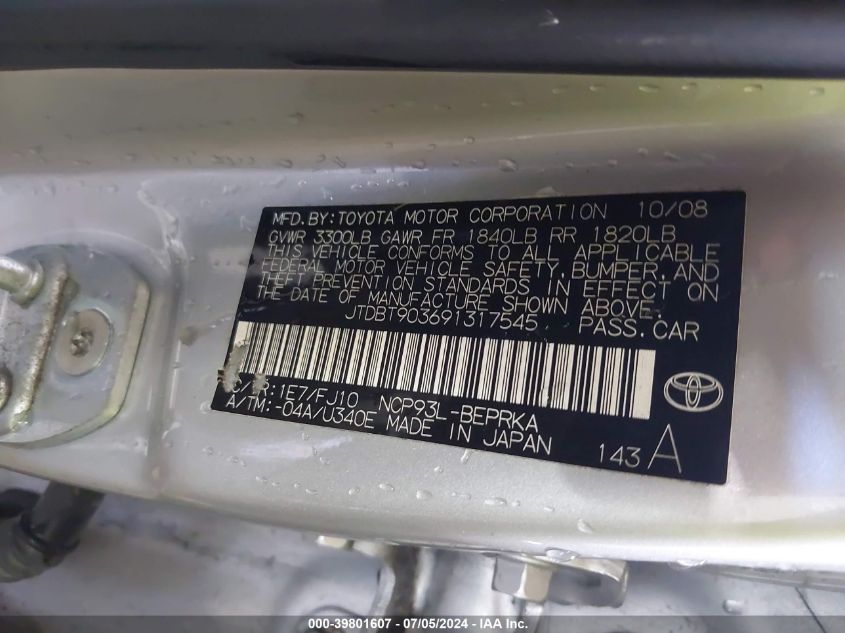 MFD. BY: TOYOTA MOTOR CORPORATION 10/08
GVWR 3300LB GAWR FR 1840LB RR 1820LB
THIS VEHICLE CONFORMS TO ALL APPLICABLE
FEDERAL MOTOR VEHICLE SAFETY, BUMPER, AND
THEFT PREVENTION STANDARDS IN EFFECT ON
THE DATE OF MANUFACTURE SHOWN ABOVE.
JTDBT903691317545 PASS.CAR
C/TR:1E7/FJ10 NCP93L-BEPRKA
A/TM:-04A/U340E MADE IN JAPAN
143 A
000-39801607 - 07/05/2024 - IAA Inc.